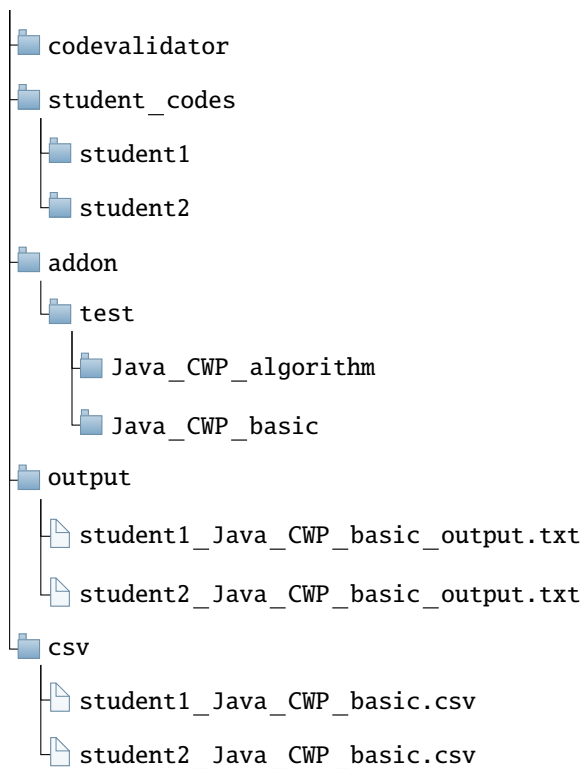 codevalidator
student_codes
student1
student2
addon
test
Java_CWP_algorithm
Java_CWP_basic
output
student1_Java_CWP_basic_output.txt
student2_Java_CWP_basic_output.txt
csv
student1_Java_CWP_basic.csv
student2_Java_CWP_basic.csv